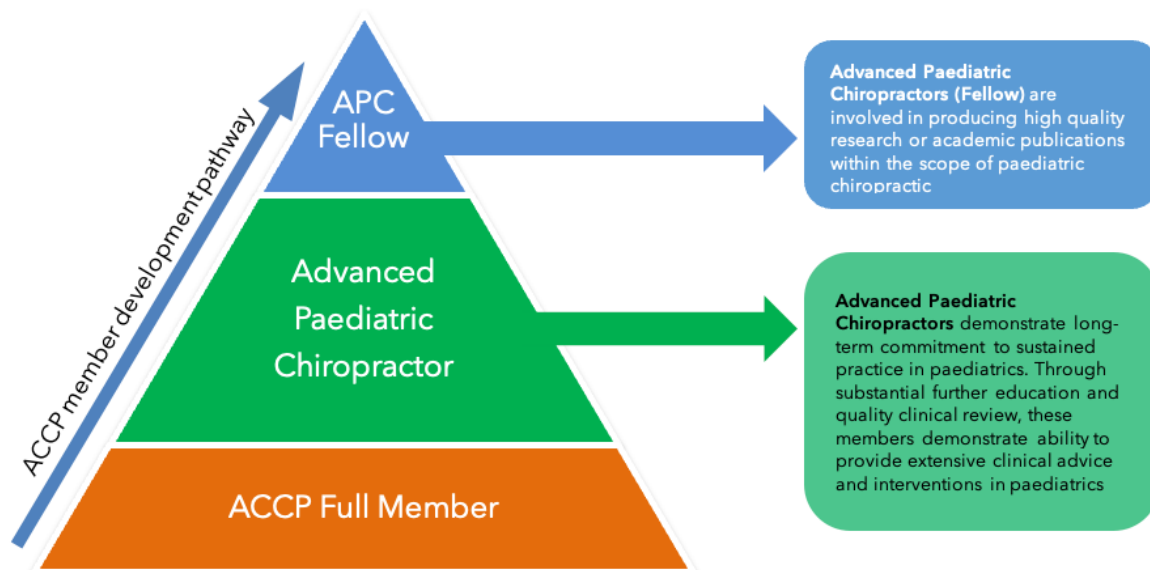 ACCP member development pathway
APC
Fellow
Advanced Paediatric
Chiropractors (Fellow) are
involved in producing high quality
research or academic publications
within the scope of paediatric
chiropractic
Advanced
Paediatric
Chiropractor
Advanced Paediatric
Chiropractors demonstrate long-
term commitment to sustained
practice in paediatrics. Through
substantial further education and
quality clinical review, these
members demonstrate ability to
provide extensive clinical advice
and interventions in paediatrics
ACCP Full Member